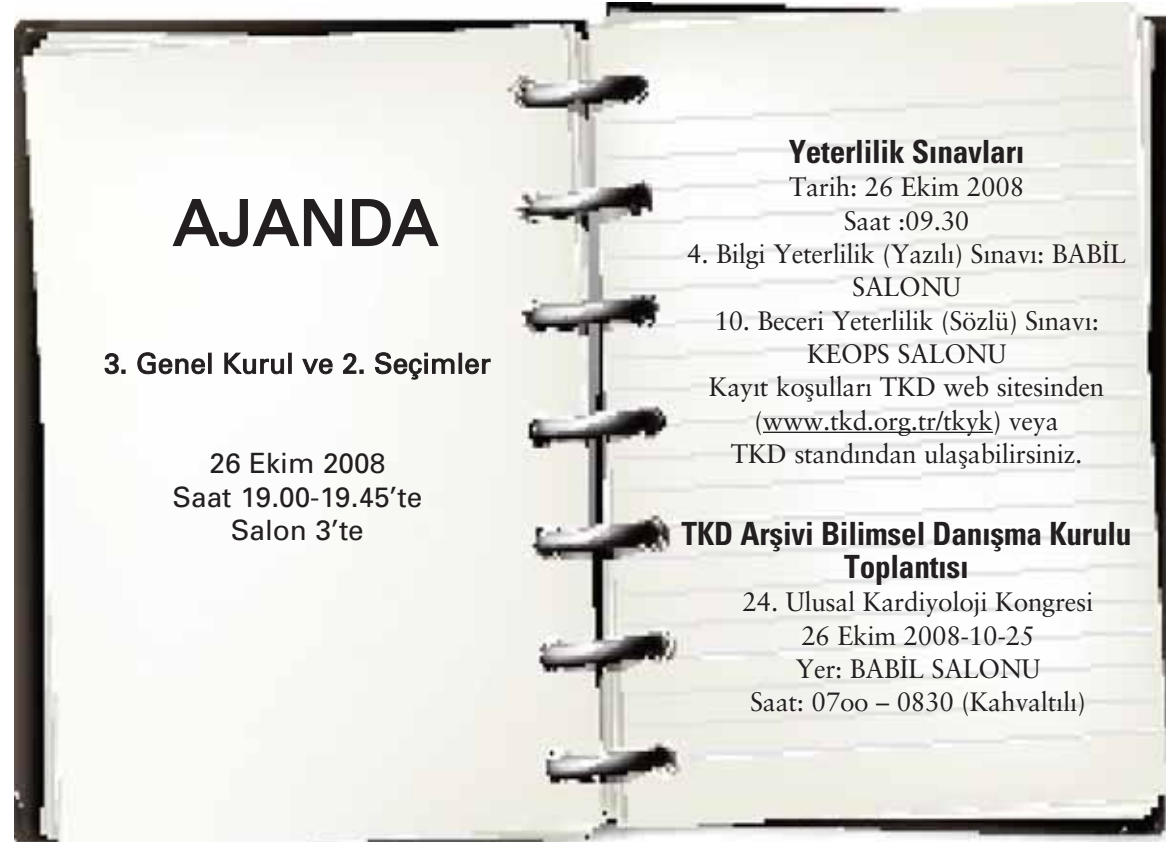 AJANDA
3. Genel Kurul ve 2. Seçimler
26 Ekim 2008
Saat 19.00-19.45’te
Salon 3’te
Yeterlilik Sınavları
Tarih: 26 Ekim 2008
Saat :09.30
4. Bilgi Yeterlilik (Yazılı) Sınavı: BABİL
SALONU
10. Beceri Yeterlilik (Sözlü) Sınavı:
KEOPS SALONU
Kayıt koşulları TKD web sitesinden
(www.tkd.org.tr/tkyk) veya
TKD standından ulaşabilirsiniz.
TKD Arşivi Bilimsel Danışma Kurulu
Toplantısı
24. Ulusal Kardiyoloji Kongresi
26 Ekim 2008-10-25
Yer: BABİL SALONU
Saat: 07oo – 0830 (Kahvaltılı)